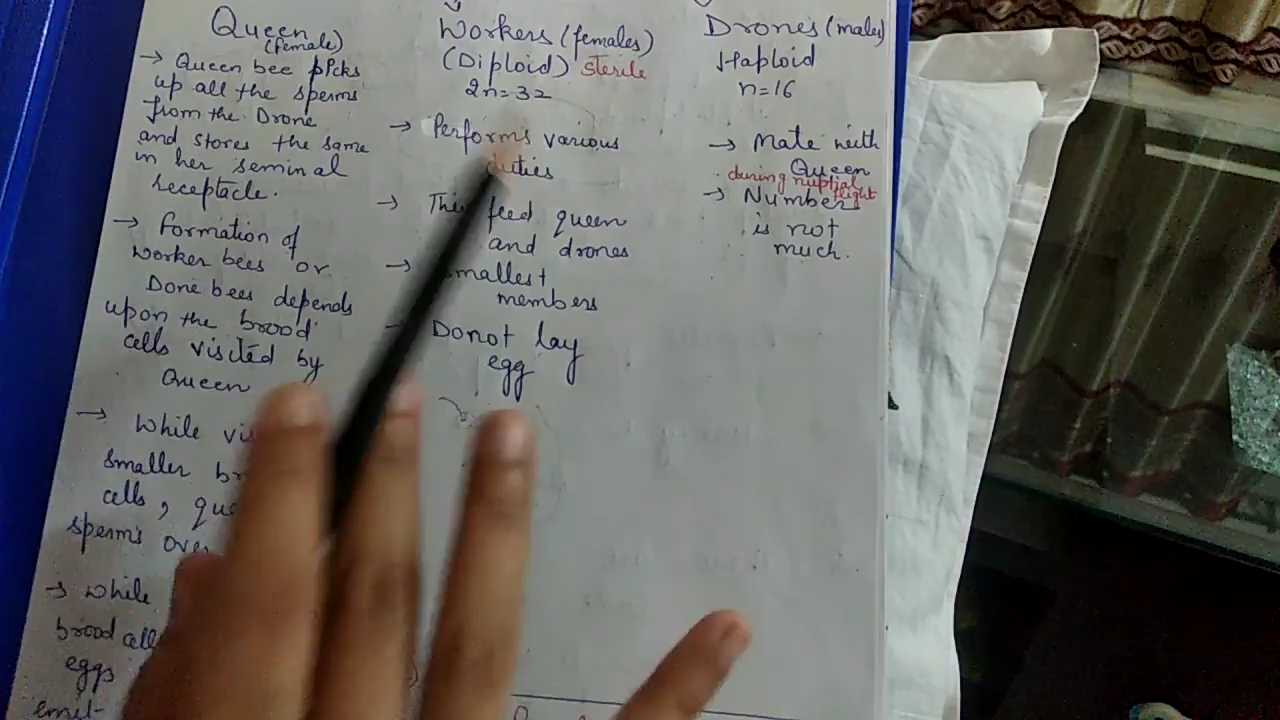 Queen
(female)
→ Queen bee picks
up all the sperms
from the Drone
and stores the same
in her seminal
receptacle.
→ Formation of
worker bees or
Done bees depends
upon the brood
cells visited by
Queen
→ While
smaller
cells,
sperms
→ while
brood
eggs
Workers (females)
(Diploid) sterile
2n=32
→ Performs various
duties
→ feed queen
and drones
→ smallest
members
Donot lay
egg
Drones (males)
Haploid
n=16
→ Mate with
Queen
during nuptial
flight
→ Numbers
is not
much.